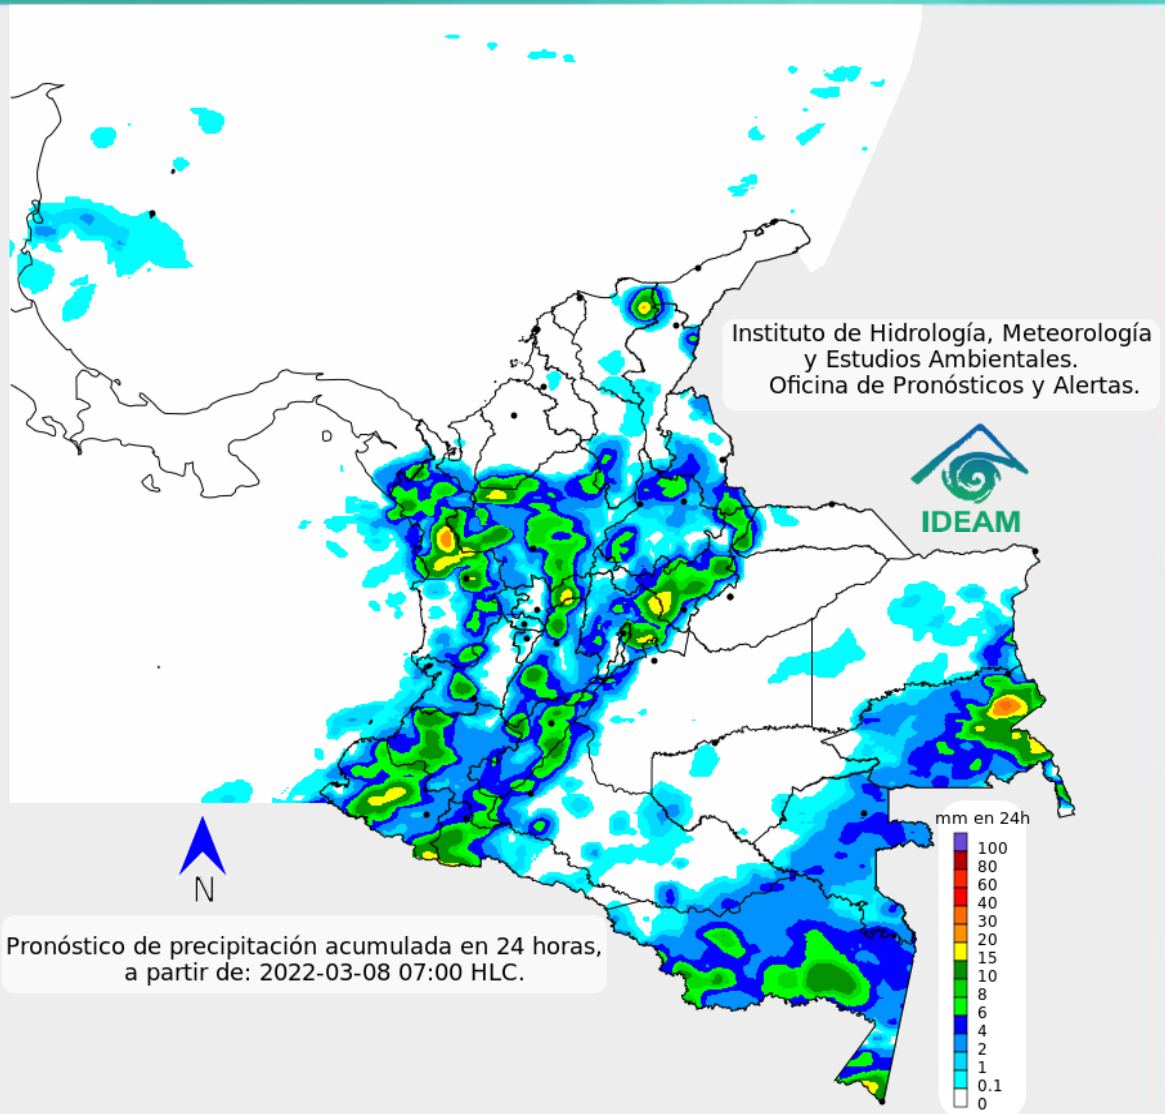 Instituto de Hidrología, Meteorología
y Estudios Ambientales.
Oficina de Pronósticos y Alertas.
IDEAM
mm en 24h
100
80
60
40
30
20
15
10
8
6
4
2
1
0.1
0
N
Pronóstico de precipitación acumulada en 24 horas,
a partir de: 2022-03-08 07:00 HLC.